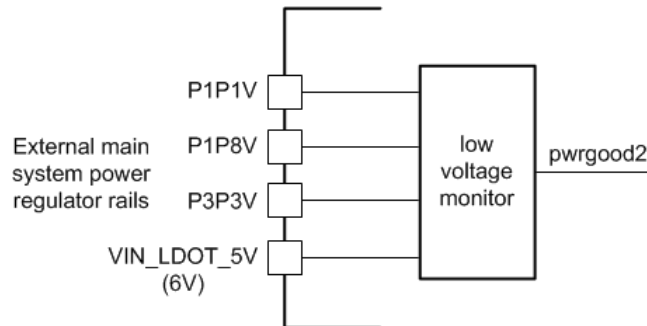 P1P1V
P1P8V
P3P3V
VIN_LDOT_5V
(6V)
External main
system power
regulator rails
low
voltage
monitor
pwrgood2